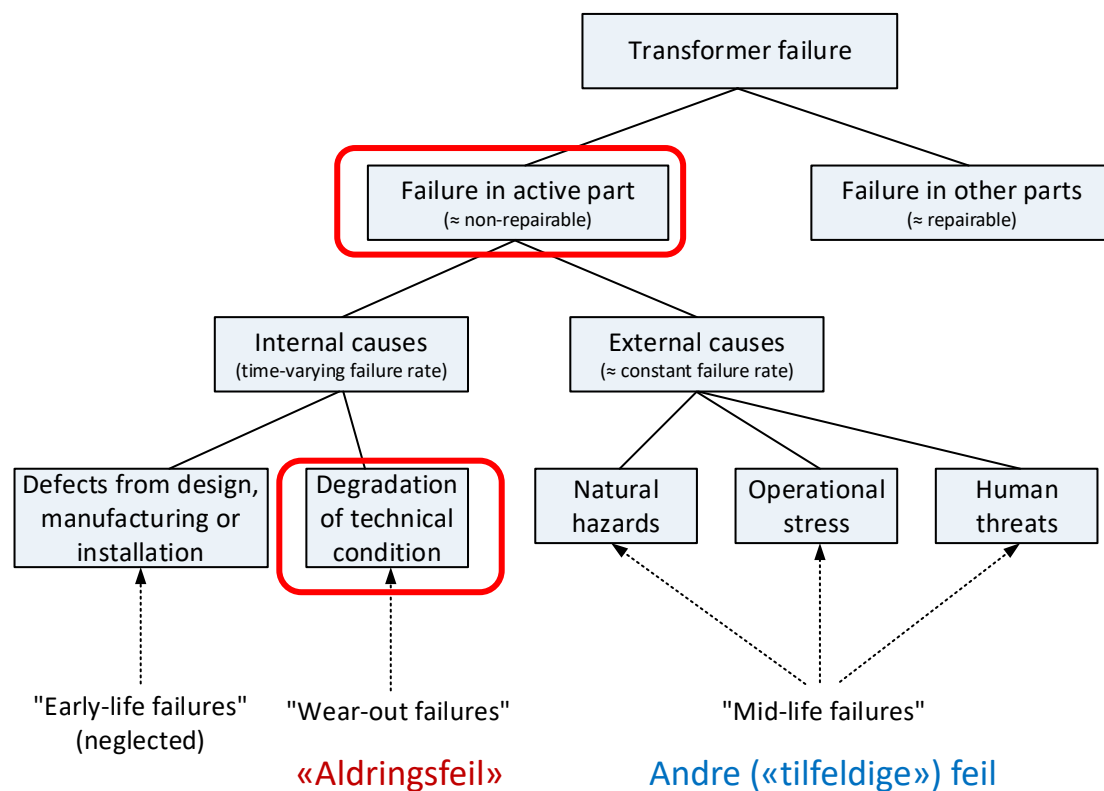 Transformer failure
Failure in active part
(≈ non-repairable)
Failure in other parts
(≈ repairable)
Internal causes
(time-varying failure rate)
External causes
(≈ constant failure rate)
Defects from design,
manufacturing or
installation
Degradation
of technical
condition
Natural
hazards
Operational
stress
Human
threats
"Early-life failures"
(neglected)
"Wear-out failures"
"Mid-life failures"
«Aldringsfeil»
Andre («tilfeldige») feil